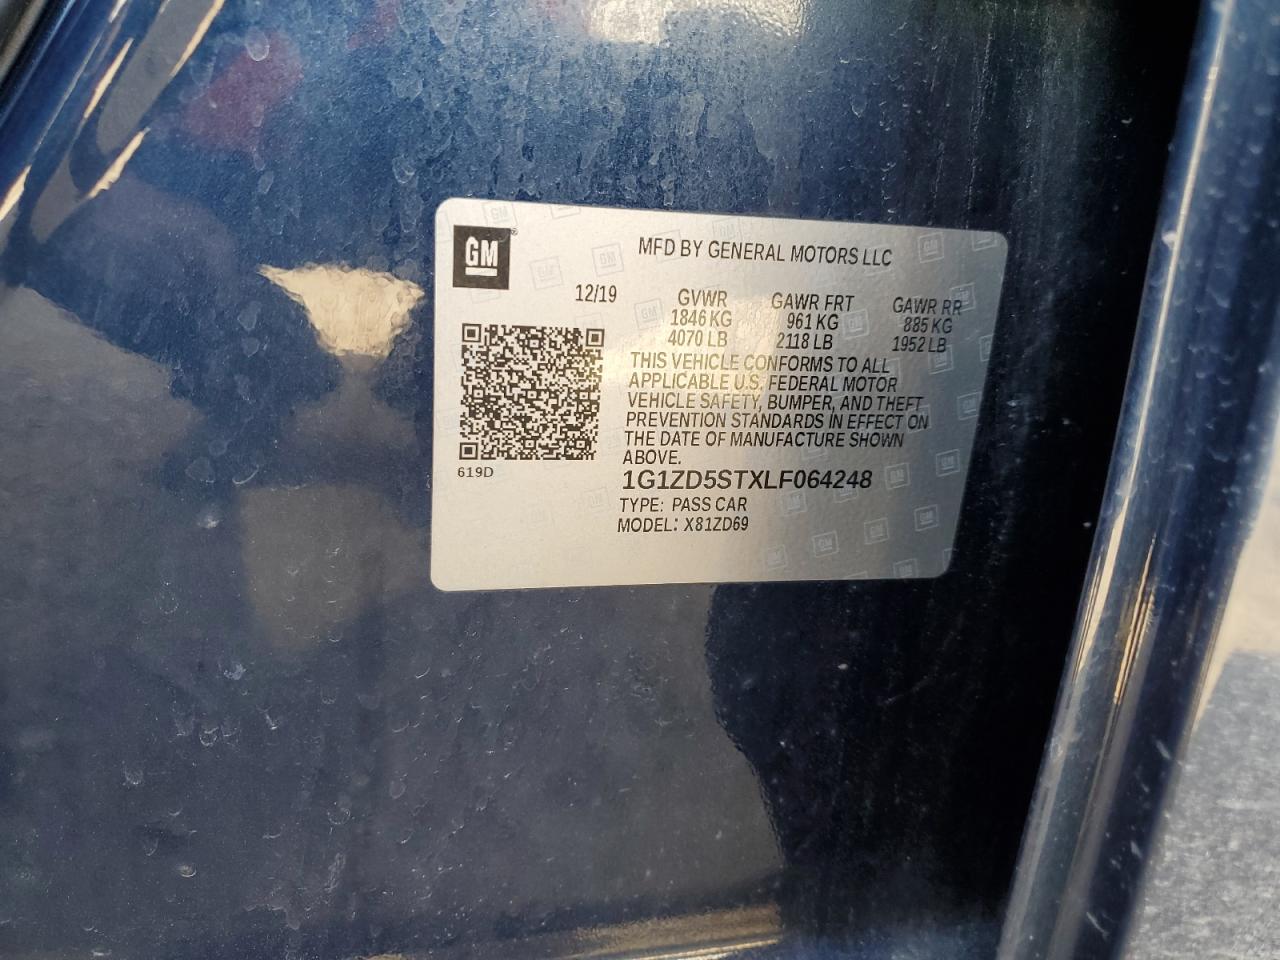 GM
MFD BY GENERAL MOTORS LLC
12/19
GVWR GAWR FRT GAWR RR
1846 KG 961 KG 885 KG
4070 LB 2118 LB 1952 LB
THIS VEHICLE CONFORMS TO ALL
APPLICABLE U.S. FEDERAL MOTOR
VEHICLE SAFETY, BUMPER, AND THEFT
PREVENTION STANDARDS IN EFFECT ON
THE DATE OF MANUFACTURE SHOWN
ABOVE.
619D
1G1ZD5STXLF064248
TYPE: PASS CAR
MODEL: X81ZD69